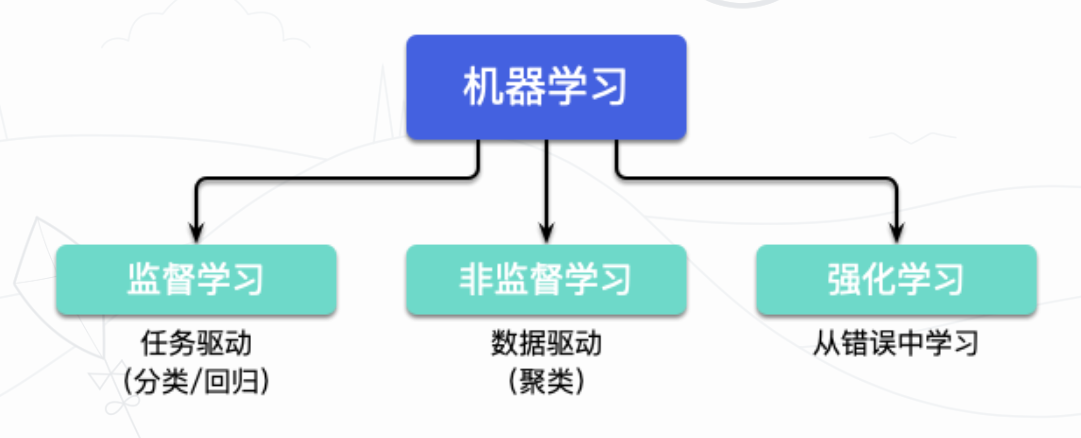 机器学习
监督学习
非监督学习
强化学习
任务驱动
（分类/回归）
数据驱动
（聚类）
从错误中学习